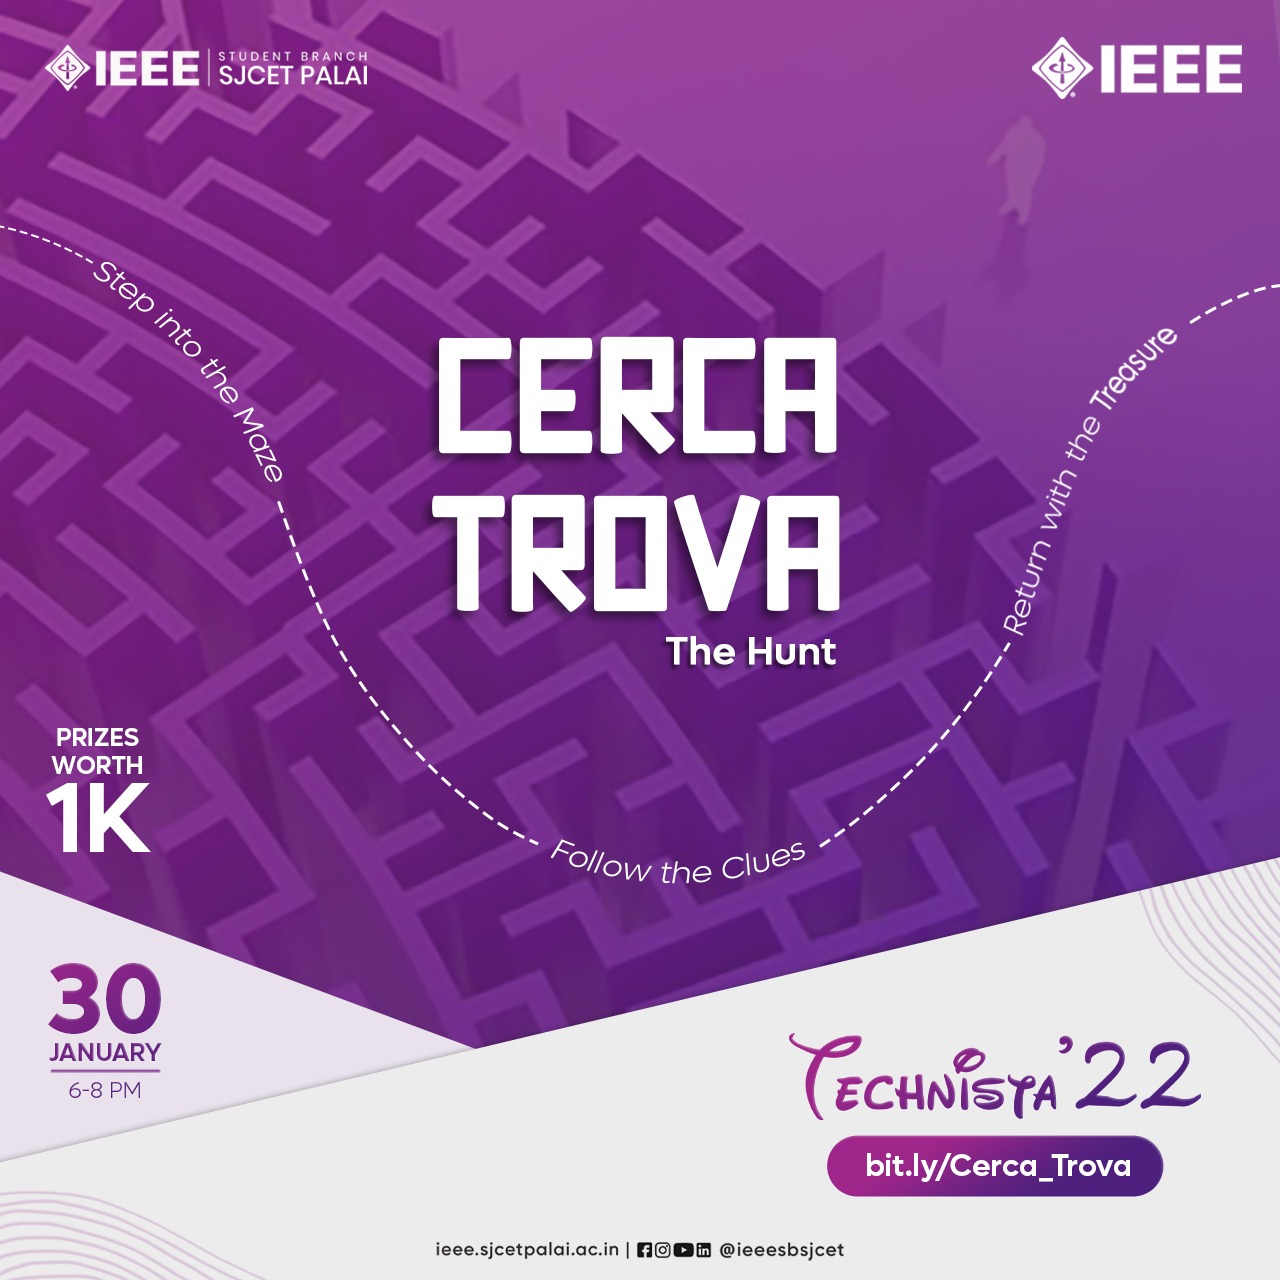 IEEE
STUDENT BRANCH
SJCET PALAI
IEEE
Step into the Maze
CERCA
TROVA
The Hunt
Follow the Clues
Return with the Treasure
PRIZES
WORTH
1K
30
JANUARY
6-8 PM
TECHNISTA'22
bit.ly/Cerca_Trova
ieee.sjcetpalai.ac.in | @ieeesbsjcet